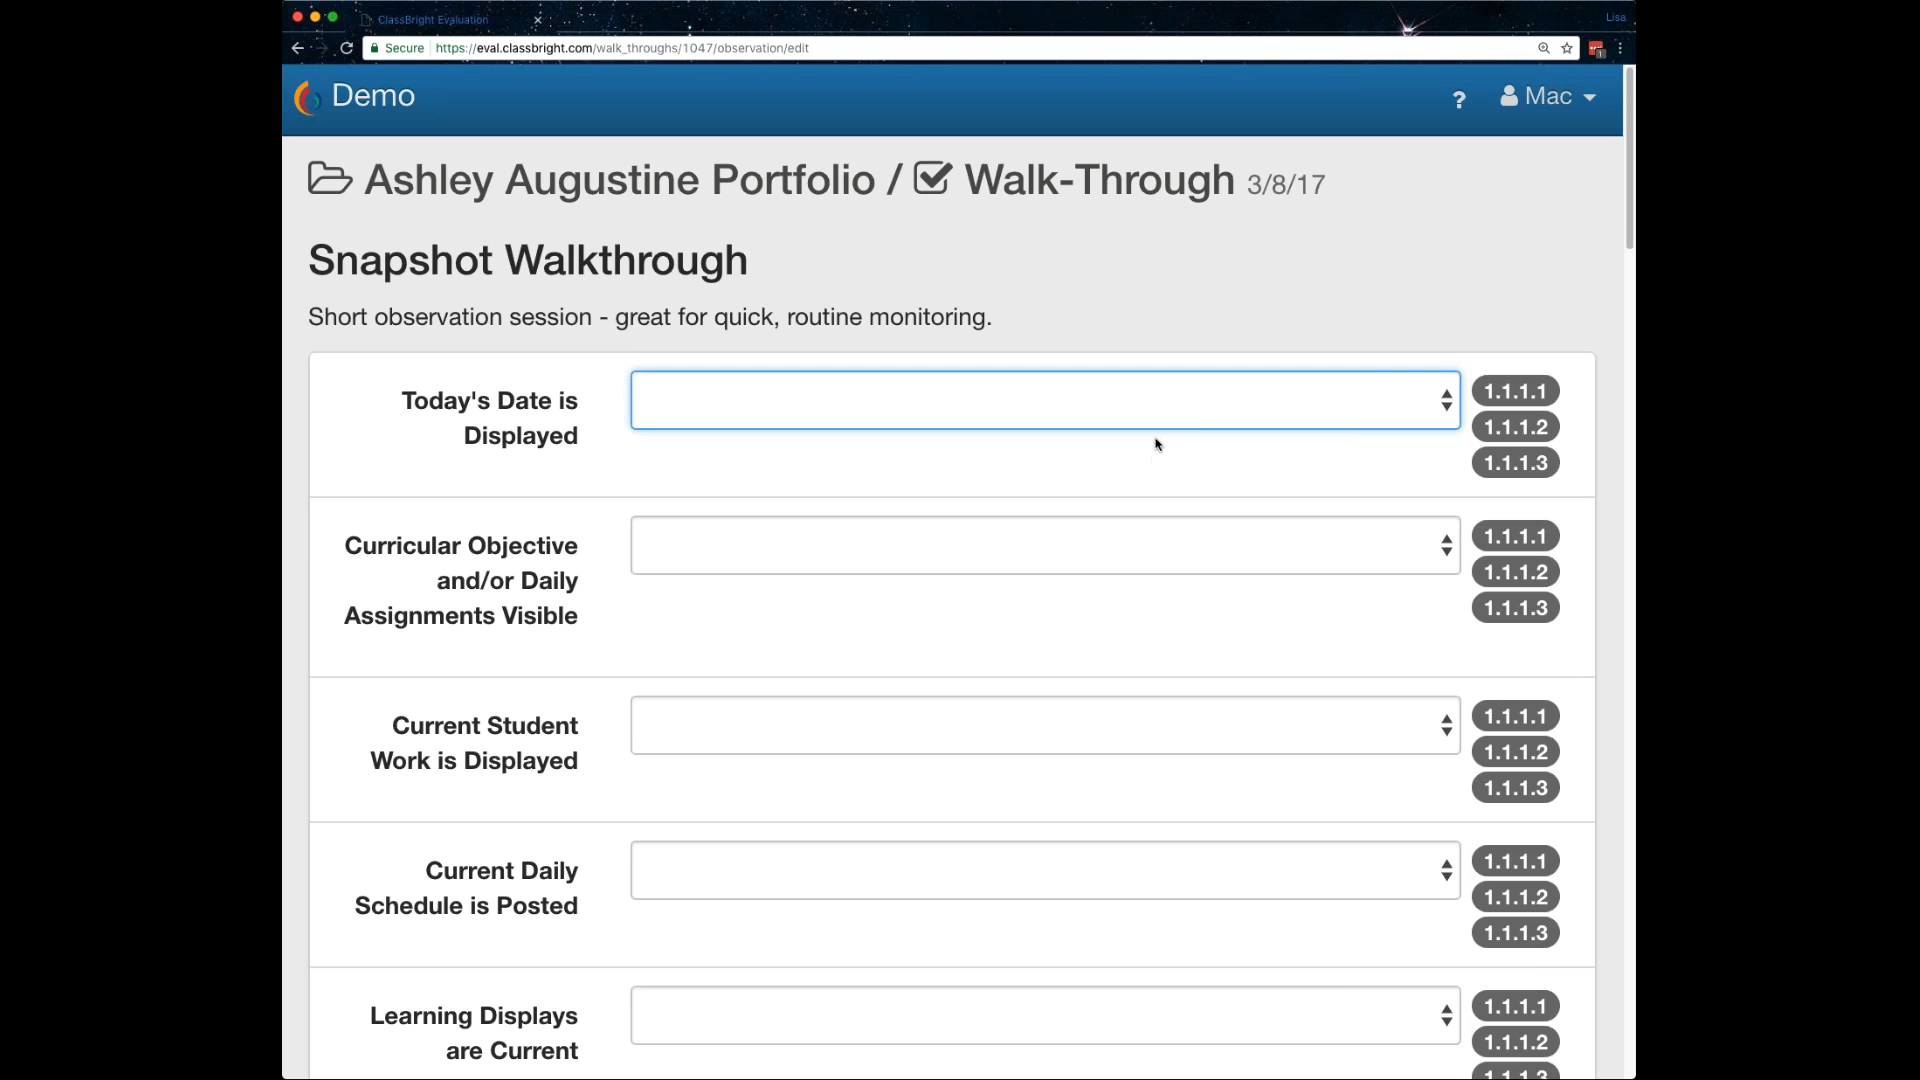 ClassBright Evaluation
Lisa
Secure https://eval.classbright.com/walk_throughs/1047/observation/edit
1
Demo
? Mac
Ashley Augustine Portfolio / Walk-Through 3/8/17
Snapshot Walkthrough
Short observation session - great for quick, routine monitoring.
Today's Date is
Displayed
1.1.1.1
1.1.1.2
1.1.1.3
Curricular Objective
and/or Daily
Assignments Visible
1.1.1.1
1.1.1.2
1.1.1.3
Current Student
Work is Displayed
1.1.1.1
1.1.1.2
1.1.1.3
Current Daily
Schedule is Posted
1.1.1.1
1.1.1.2
1.1.1.3
Learning Displays
are Current
1.1.1.1
1.1.1.2
1.1.1.3